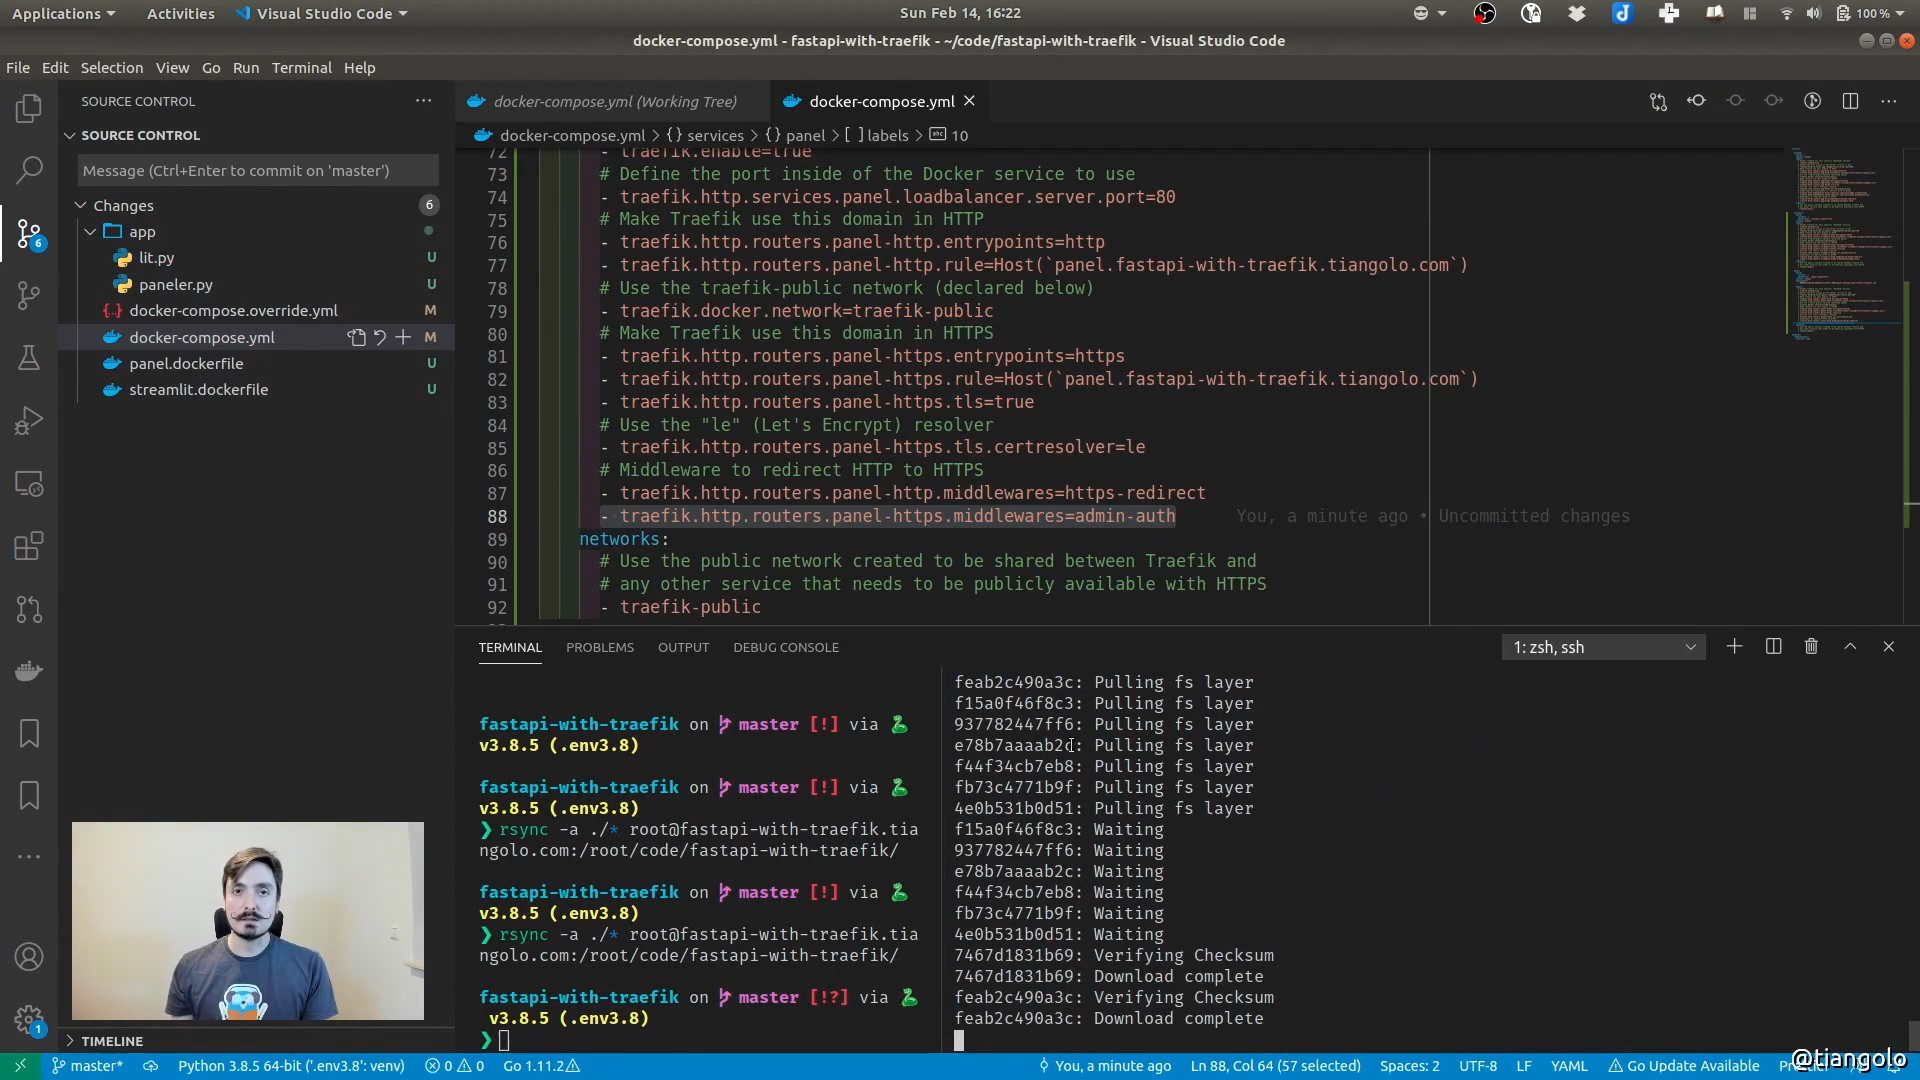 Applications
Activities
Visual Studio Code
Sun Feb 14, 16:22
100 %
docker-compose.yml - fastapi-with-traefik - ~/code/fastapi-with-traefik - Visual Studio Code
File Edit Selection View Go Run Terminal Help
SOURCE CONTROL
SOURCE CONTROL
Message (Ctrl+Enter to commit on 'master')
Changes 6
app
lit.py U
paneler.py U
docker-compose.override.yml M
docker-compose.yml M
panel.dockerfile U
streamlit.dockerfile U
6
1
TIMELINE
docker-compose.yml (Working Tree)
docker-compose.yml
docker-compose.yml > {} services > {} panel > [ ] labels > abc 10
72 - traefik.enable=true
73 # Define the port inside of the Docker service to use
74 - traefik.http.services.panel.loadbalancer.server.port=80
75 # Make Traefik use this domain in HTTP
76 - traefik.http.routers.panel-http.entrypoints=http
77 - traefik.http.routers.panel-http.rule=Host(`panel.fastapi-with-traefik.tiangolo.com`)
78 # Use the traefik-public network (declared below)
79 - traefik.docker.network=traefik-public
80 # Make Traefik use this domain in HTTPS
81 - traefik.http.routers.panel-https.entrypoints=https
82 - traefik.http.routers.panel-https.rule=Host(`panel.fastapi-with-traefik.tiangolo.com`)
83 - traefik.http.routers.panel-https.tls=true
84 # Use the "le" (Let's Encrypt) resolver
85 - traefik.http.routers.panel-https.tls.certresolver=le
86 # Middleware to redirect HTTP to HTTPS
87 - traefik.http.routers.panel-http.middlewares=https-redirect
88 - traefik.http.routers.panel-https.middlewares=admin-auth You, a minute ago • Uncommitted changes
89 networks:
90 # Use the public network created to be shared between Traefik and
91 # any other service that needs to be publicly available with HTTPS
92 - traefik-public
TERMINAL PROBLEMS OUTPUT DEBUG CONSOLE
1: zsh, ssh
fastapi-with-traefik on master [!] via
v3.8.5 (.env3.8)
fastapi-with-traefik on master [!] via
v3.8.5 (.env3.8)
❯ rsync -a ./* root@fastapi-with-traefik.tia
ngolo.com:/root/code/fastapi-with-traefik/
fastapi-with-traefik on master [!] via
v3.8.5 (.env3.8)
❯ rsync -a ./* root@fastapi-with-traefik.tia
ngolo.com:/root/code/fastapi-with-traefik/
fastapi-with-traefik on master [!?] via
v3.8.5 (.env3.8)
❯
feab2c490a3c: Pulling fs layer
f15a0f46f8c3: Pulling fs layer
937782447ff6: Pulling fs layer
e78b7aaaab2c: Pulling fs layer
f44f34cb7eb8: Pulling fs layer
fb73c4771b9f: Pulling fs layer
4e0b531b0d51: Pulling fs layer
f15a0f46f8c3: Waiting
937782447ff6: Waiting
e78b7aaaab2c: Waiting
f44f34cb7eb8: Waiting
fb73c4771b9f: Waiting
4e0b531b0d51: Waiting
7467d1831b69: Verifying Checksum
7467d1831b69: Download complete
feab2c490a3c: Verifying Checksum
feab2c490a3c: Download complete
master*
Python 3.8.5 64-bit ('.env3.8': venv)
0 0
Go 1.11.2
You, a minute ago
Ln 88, Col 64 (57 selected)
Spaces: 2
UTF-8
LF
YAML
Go Update Available
@tiangolo